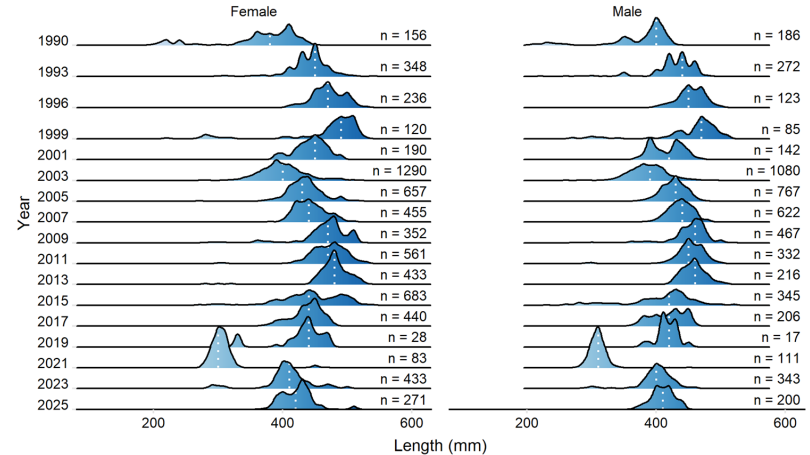 Female Male
1990 n = 156 n = 186
1993 n = 348 n = 272
1996 n = 236 n = 123
1999 n = 120 n = 85
2001 n = 190 n = 142
2003 n = 1290 n = 1080
2005 n = 657 n = 767
2007 n = 455 n = 622
2009 n = 352 n = 467
2011 n = 561 n = 332
2013 n = 433 n = 216
2015 n = 683 n = 345
2017 n = 440 n = 206
2019 n = 28 n = 17
2021 n = 83 n = 111
2023 n = 433 n = 343
2025 n = 271 n = 200
Year
200 400 600 200 400 600
Length (mm)